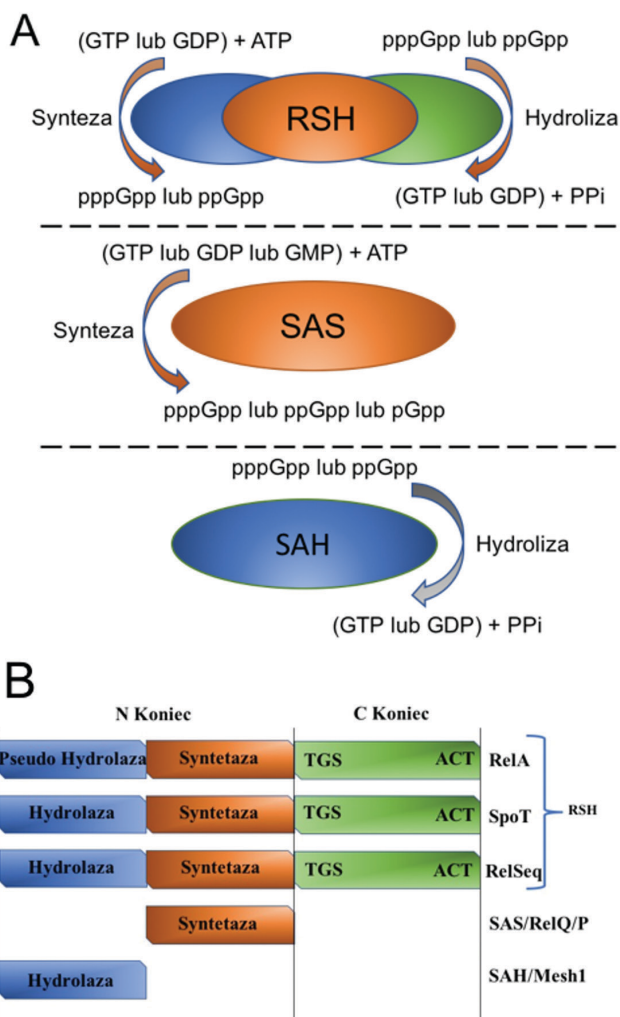 A
(GTP lub GDP) + ATP
pppGpp lub ppGpp
Synteza
RSH
Hydroliza
pppGpp lub ppGpp
(GTP lub GDP) + PPi
(GTP lub GDP lub GMP) + ATP
Synteza
SAS
pppGpp lub ppGpp lub pGpp
pppGpp lub ppGpp
SAH
Hydroliza
(GTP lub GDP) + PPi
B
N Koniec
C Koniec
Pseudo Hydrolaza
Syntetaza
TGS
ACT
RelA
Hydrolaza
Syntetaza
TGS
ACT
SpoT
RSH
Hydrolaza
Syntetaza
TGS
ACT
RelSeq
Syntetaza
SAS/RelQ/P
Hydrolaza
SAH/Mesh1